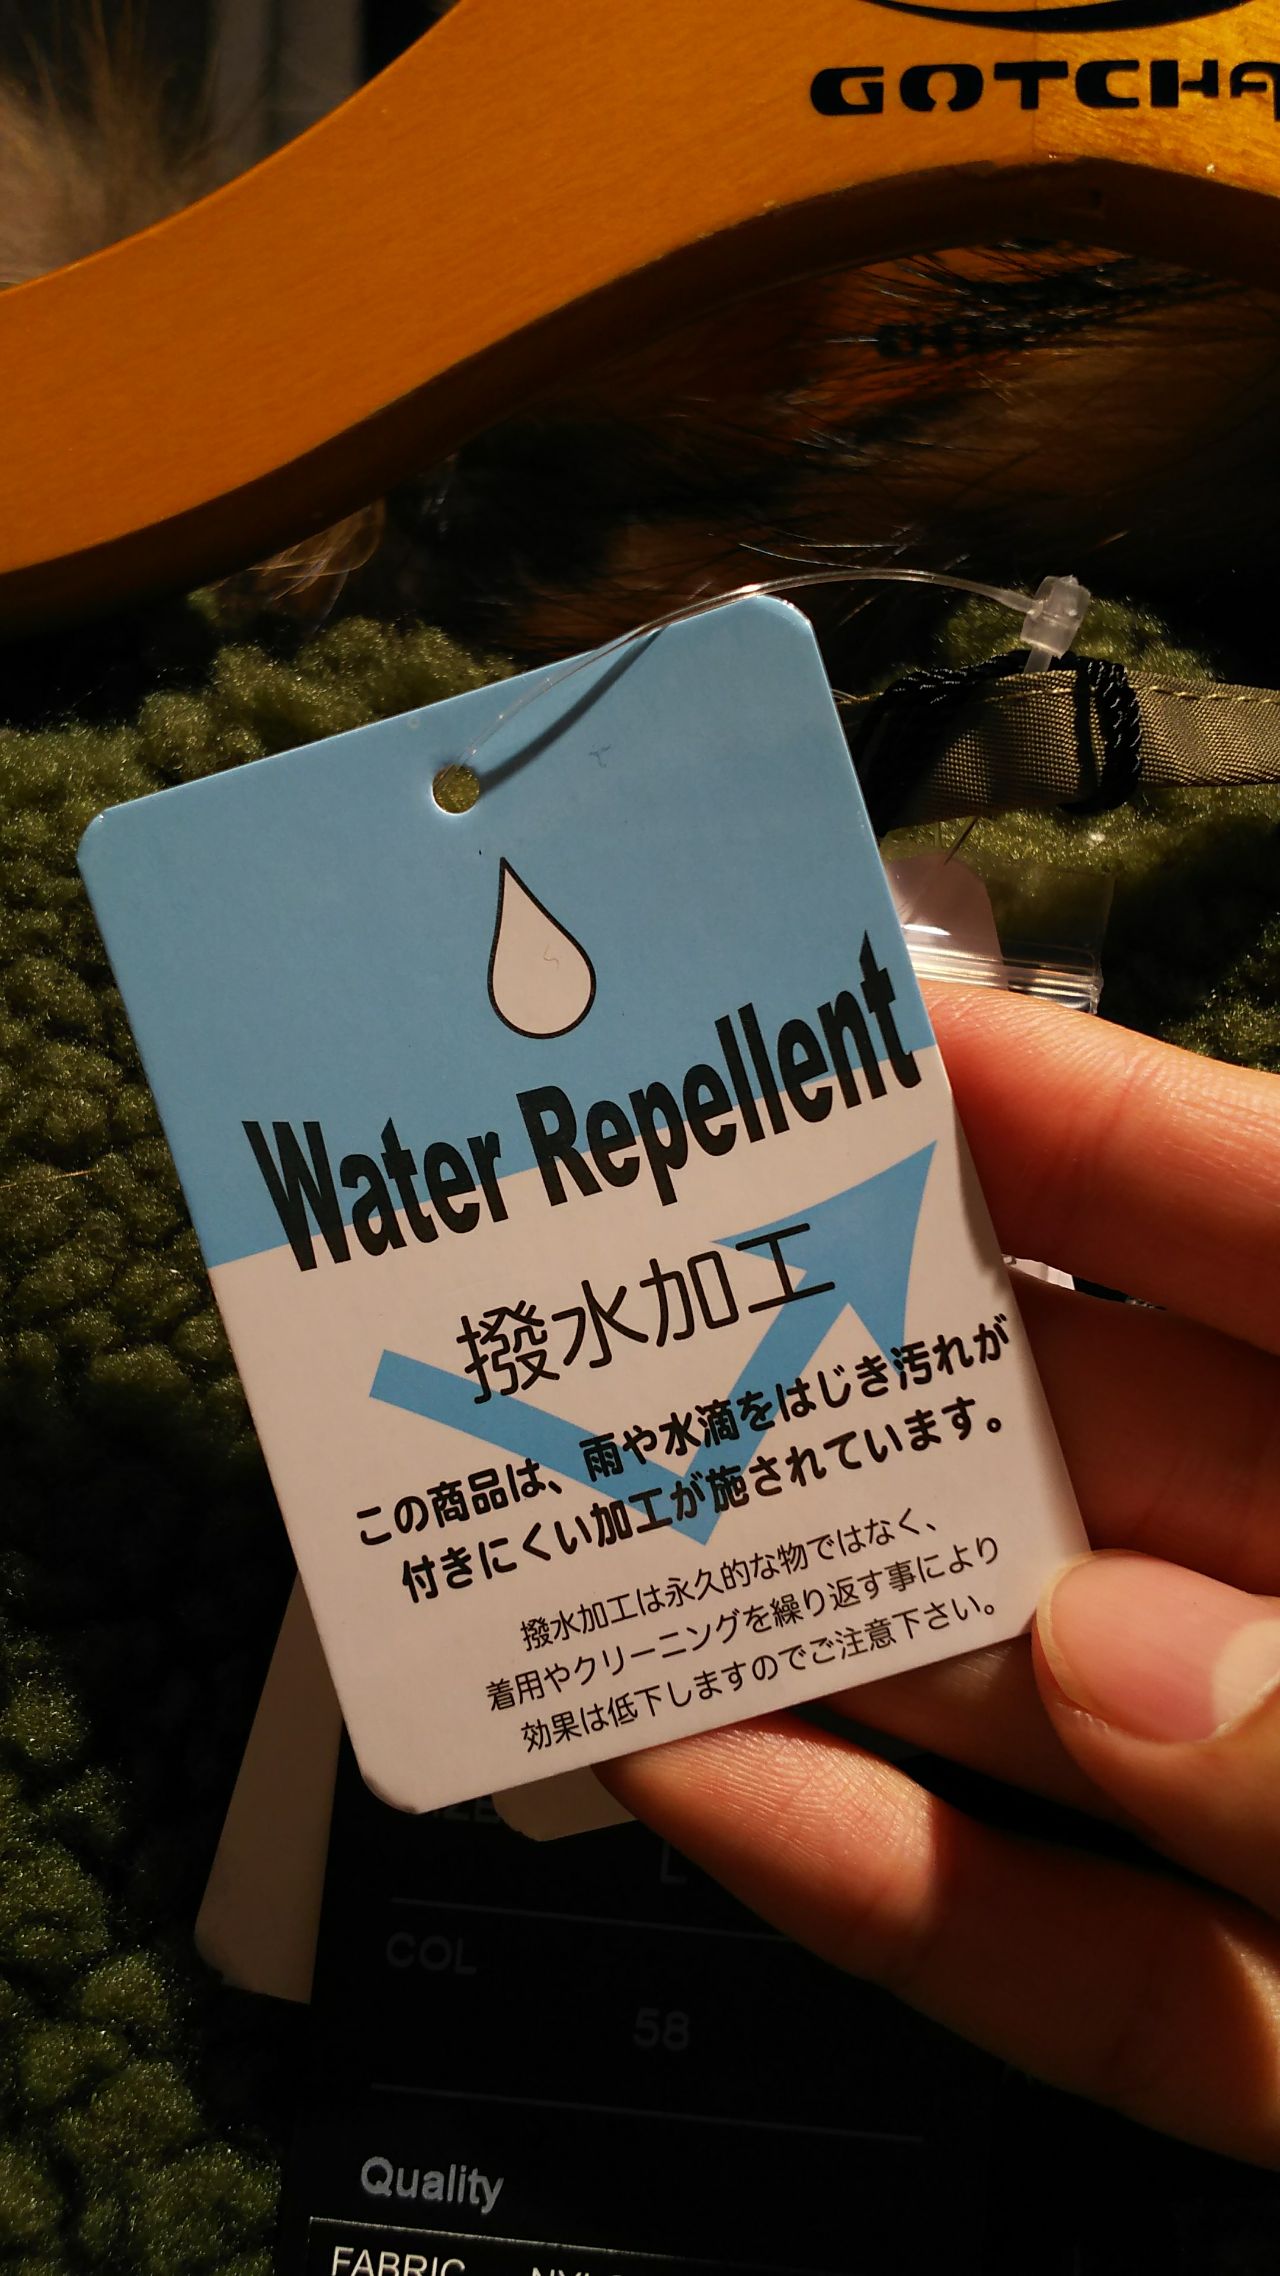 GOTCHA
Water Repellent
撥水加工
この商品は、雨や水滴をはじき汚れが
付きにくい加工が施されています。
撥水加工は永久的な物ではなく、
着用やクリーニングを繰り返す事により
効果は低下しますのでご注意下さい。
L
COL
58
Quality
FABRIC